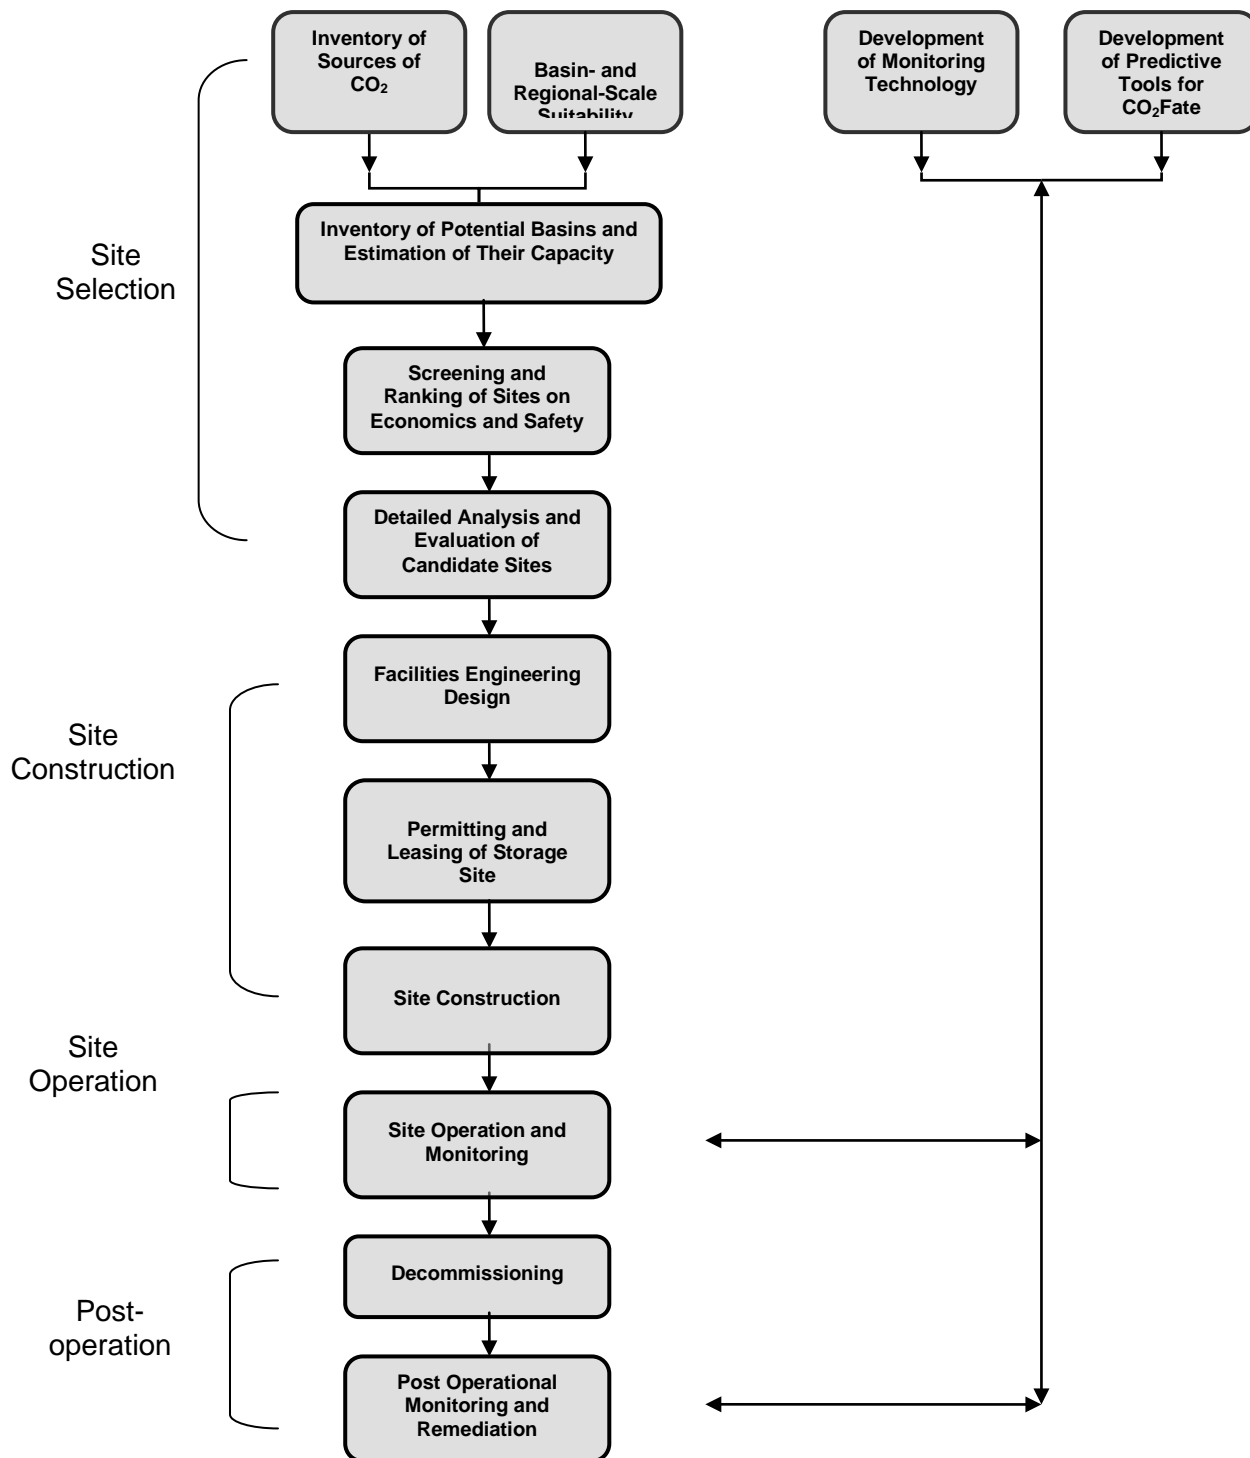 Inventory of
Sources of
CO₂
Basin- and
Regional-Scale
Suitability
Development
of Monitoring
Technology
Development
of Predictive
Tools for
CO₂Fate
Site
Selection
Inventory of Potential Basins and
Estimation of Their Capacity
Screening and
Ranking of Sites on
Economics and Safety
Detailed Analysis and
Evaluation of
Candidate Sites
Site
Construction
Facilities Engineering
Design
Permitting and
Leasing of Storage
Site
Site Construction
Site
Operation
Site Operation and
Monitoring
Post-
operation
Decommissioning
Post Operational
Monitoring and
Remediation